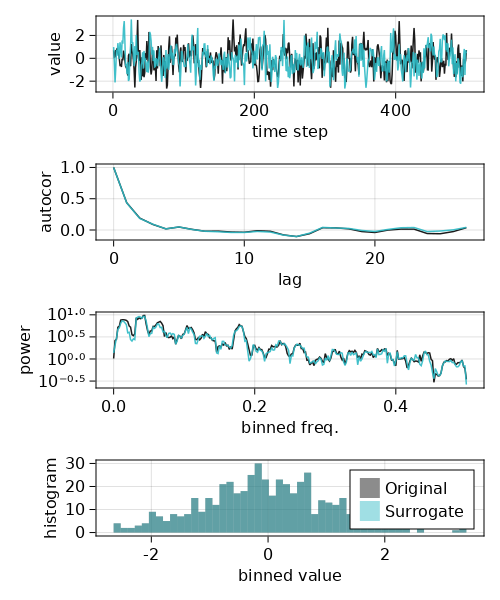 value
2
0
-2
0
200
400
time step
autocor
1.0
0.5
0.0
0
10
20
lag
power
10^1.0
10^0.5
10^0.0
10^−0.5
0.0
0.2
0.4
binned freq.
histogram
30
20
10
0
Original
Surrogate
-2
0
2
binned value